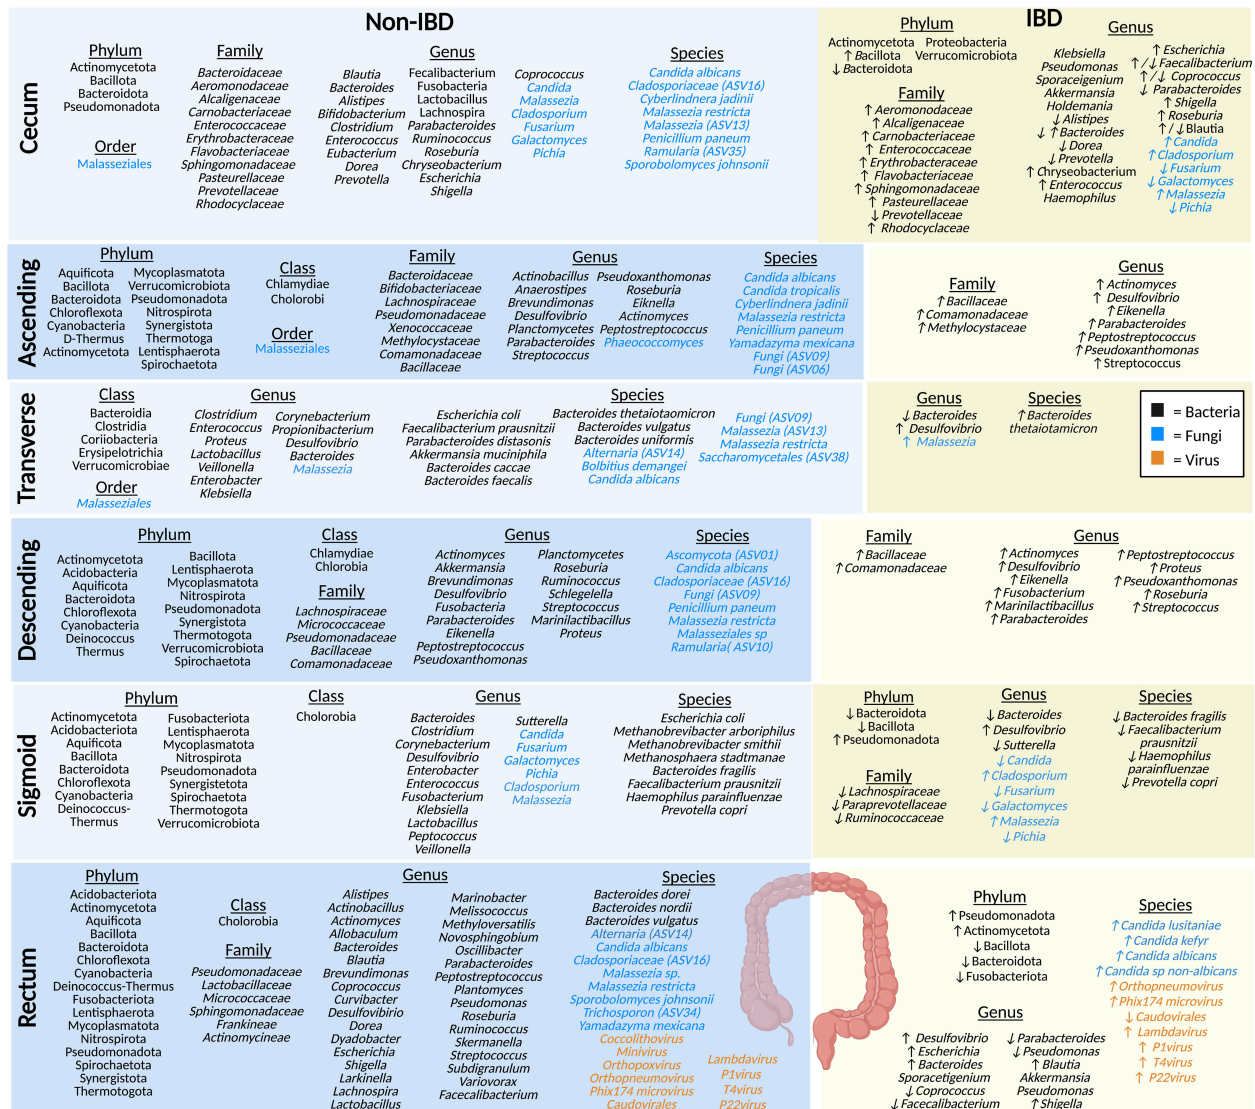 Non-IBD
IBD
Cecum
Phylum
Actinomycetota
Bacillota
Bacteroidota
Pseudomonadota
Order
Malasseziales
Family
Bacteroidaceae
Aeromonadaceae
Alcaligenaceae
Carnobacteriaceae
Enterococcaceae
Erythrobacteraceae
Flavobacteriaceae
Sphingomonadaceae
Pasteurellaceae
Prevotellaceae
Rhodocyclaceae
Genus
Blautia
Bacteroides
Alistipes
Bifidobacterium
Clostridium
Enterococcus
Eubacterium
Dorea
Prevotella
Fecalibacterium
Fusobacteria
Lactobacillus
Lachnospira
Parabacteroides
Ruminococcus
Roseburia
Chryseobacterium
Escherichia
Shigella
Coprococcus
Candida
Malassezia
Cladosporium
Fusarium
Galactomyces
Pichia
Species
Candida albicans
Cladosporiaceae (ASV16)
Cyberlindnera jadinii
Malassezia restricta
Malassezia (ASV13)
Penicillium paneum
Ramularia (ASV35)
Sporobolomyces johnsonii
Phylum
Actinomycetota
↑ Bacillota
↓ Bacteroidota
Proteobacteria
Verrucomicrobiota
Family
↑ Aeromonadaceae
↑ Alcaligenaceae
↑ Carnobacteriaceae
↑ Enterococcaceae
↑ Erythrobacteraceae
↑ Flavobacteriaceae
↑ Sphingomonadaceae
↑ Pasteurellaceae
↓ Prevotellaceae
↑ Rhodocyclaceae
Genus
Klebsiella
Pseudomonas
Sporaceigenium
Akkermansia
Holdemania
↓ Alistipes
↓ ↑ Bacteroides
↓ Dorea
↓ Prevotella
↑ Chryseobacterium
↑ Enterococcus
Haemophilus
↑ Escherichia
↑ /↓ Faecalibacterium
↑ /↓ Coprococcus
↓ Parabacteroides
↑ Shigella
↑ Roseburia
↑ /↓ Blautia
↑ Candida
↑ Cladosporium
↓ Fusarium
↓ Galactomyces
↑ Malassezia
↓ Pichia
Ascending
Phylum
Aquificota
Bacillota
Bacteroidota
Chloroflexota
Cyanobacteria
D-Thermus
Actinomycetota
Mycoplasmatota
Verrucomicrobiota
Pseudomonadota
Nitrospirota
Synergistota
Thermotoga
Lentisphaerota
Spirochaetota
Class
Chlamydiae
Cholorobi
Order
Malasseziales
Family
Bacteroidaceae
Bifidobacteriaceae
Lachnospiraceae
Pseudomonadaceae
Xenococcaceae
Methylocystaceae
Comamonadaceae
Bacillaceae
Genus
Actinobacillus
Anaerostipes
Brevundimonas
Desulfovibrio
Planctomycetes
Parabacteroides
Streptococcus
Pseudoxanthomonas
Roseburia
Eiknella
Actinomyces
Peptostreptococcus
Phaeococcomyces
Species
Candida albicans
Candida tropicalis
Cyberlindnera jadinii
Malassezia restricta
Penicillium paneum
Yamadazyma mexicana
Fungi (ASV09)
Fungi (ASV06)
Family
↑ Bacillaceae
↑ Comamonadaceae
↑ Methylocystaceae
Genus
↑ Actinomyces
↑ Desulfovibrio
↑ Eikenella
↑ Parabacteroides
↑ Peptostreptococcus
↑ Pseudoxanthomonas
↑ Streptococcus
Transverse
Class
Bacteroidia
Clostridia
Coriiobacteria
Erysipelotrichia
Verrucomicrobiae
Order
Malasseziales
Genus
Clostridium
Enterococcus
Proteus
Lactobacillus
Veillonella
Enterobacter
Klebsiella
Corynebacterium
Propionibacterium
Desulfovibrio
Bacteroides
Malassezia
Species
Escherichia coli
Faecalibacterium prausnitzii
Parabacteroides distasonis
Akkermansia muciniphila
Bacteroides caccae
Bacteroides faecalis
Bacteroides thetaiotaomicron
Bacteroides vulgatus
Bacteroides uniformis
Alternaria (ASV14)
Bolbitius demangei
Candida albicans
Fungi (ASV09)
Malassezia (ASV13)
Malassezia restricta
Saccharomycetales (ASV38)
Genus
↓ Bacteroides
↑ Desulfovibrio
↑ Malassezia
Species
↑ Bacteroides
thetaiotamicron
= Bacteria
= Fungi
= Virus
Descending
Phylum
Actinomycetota
Acidobacteria
Aquificota
Bacteroidota
Chloroflexota
Cyanobacteria
Deinococcus
Thermus
Bacillota
Lentisphaerota
Mycoplasmatota
Nitrospirota
Pseudomonadota
Synergistota
Thermotogota
Verrucomicrobiota
Spirochaetota
Class
Chlamydiae
Chlorobia
Family
Lachnospiraceae
Micrococcaceae
Pseudomonadaceae
Bacillaceae
Comamonadaceae
Genus
Actinomyces
Akkermansia
Brevundimonas
Desulfovibrio
Fusobacteria
Parabacteroides
Eikenella
Peptostreptococcus
Pseudoxanthomonas
Planctomycetes
Roseburia
Ruminococcus
Schlegelella
Streptococcus
Marinilactibacillus
Proteus
Species
Ascomycota (ASV01)
Candida albicans
Cladosporiaceae (ASV16)
Fungi (ASV09)
Penicillium paneum
Malassezia restricta
Malasseziales sp
Ramularia( ASV10)
Family
↑ Bacillaceae
↑ Comamonadaceae
Genus
↑ Actinomyces
↑ Desulfovibrio
↑ Eikenella
↑ Fusobacterium
↑ Marinilactibacillus
↑ Parabacteroides
↑ Peptostreptococcus
↑ Proteus
↑ Pseudoxanthomonas
↑ Roseburia
↑ Streptococcus
Sigmoid
Phylum
Actinomycetota
Acidobacteriota
Aquificota
Bacillota
Bacteroidota
Chloroflexota
Cyanobacteria
Deinococcus-
Thermus
Fusobacteriota
Lentisphaerota
Mycoplasmatota
Nitrospirota
Pseudomonadota
Synergistetota
Spirochaetota
Thermotogota
Verrucomicrobiota
Class
Cholorobia
Genus
Bacteroides
Clostridium
Corynebacterium
Desulfovibrio
Enterobacter
Enterococcus
Fusobacterium
Klebsiella
Lactobacillus
Peptococcus
Veillonella
Sutterella
Candida
Fusarium
Galactomyces
Pichia
Cladosporium
Malassezia
Species
Escherichia coli
Methanobrevibacter arboriphilus
Methanobrevibacter smithii
Methanosphaera stadtmanae
Bacteroides fragilis
Faecalibacterium prausnitzii
Haemophilus parainfluenzae
Prevotella copri
Phylum
↓ Bacteroidota
↓ Bacillota
↑ Pseudomonadota
Family
↓ Lachnospiraceae
↓ Paraprevotellaceae
↓ Ruminococcaceae
Genus
↓ Bacteroides
↑ Desulfovibrio
↓ Sutterella
↓ Candida
↑ Cladosporium
↓ Fusarium
↓ Galactomyces
↑ Malassezia
↓ Pichia
Species
↓ Bacteroides fragilis
↓ Faecalibacterium
prausnitzii
↓ Haemophilus
parainfluenzae
↓ Prevotella copri
Rectum
Phylum
Acidobacteriota
Actinomycetota
Aquificota
Bacillota
Bacteroidota
Chloroflexota
Cyanobacteria
Deinococcus-Thermus
Fusobacteriota
Lentisphaerota
Mycoplasmatota
Nitrospirota
Pseudomonadota
Spirochaetota
Synergistota
Thermotogota
Class
Cholorobia
Family
Pseudomonadaceae
Lactobacillaceae
Micrococcaceae
Sphingomonadaceae
Frankineae
Actinomycineae
Genus
Alistipes
Actinobacillus
Actinomyces
Allobaculum
Bacteroides
Blautia
Brevundimonas
Coprococcus
Curvibacter
Desulfovibirio
Dorea
Dyadobacter
Escherichia
Shigella
Larkinella
Lachnospira
Lactobacillus
Marinobacter
Melissococcus
Methyloversatilis
Novosphingobium
Oscillibacter
Parabacteroides
Peptostreptococcus
Plantomyces
Pseudomonas
Roseburia
Ruminococcus
Skermanella
Streptococcus
Subdigranulum
Variovorax
Faecalibacterium
Species
Bacteroides dorei
Bacteroides nordii
Bacteroides vulgatus
Alternaria (ASV14)
Candida albicans
Cladosporiaceae (ASV16)
Malassezia sp.
Malassezia restricta
Sporobolomyces johnsonii
Trichosporon (ASV34)
Yamadazyma mexicana
Coccolithovirus
Minivirus
Orthopoxvirus
Orthopneumovirus
Phix174 microvirus
Caudovirales
Lambdavirus
P1virus
T4virus
P22virus
Phylum
↑ Pseudomonadota
↑ Actinomycetota
↓ Bacillota
↓ Bacteroidota
↓ Fusobacteriota
Genus
↑ Desulfovibrio
↑ Escherichia
↑ Bacteroides
Sporacetigenium
↓ Coprococcus
↓ Faecalibacterium
↓ Parabacteroides
↓ Pseudomonas
↑ Blautia
Akkermansia
Pseudomonas
↑ Shigella
Species
↑ Candida lusitaniae
↑ Candida kefyr
↑ Candida albicans
↑ Candida sp non-albicans
↑ Orthopneumovirus
↑ Phix174 microvirus
↓ Caudovirales
↑ Lambdavirus
↑ P1virus
↑ T4virus
↑ P22virus